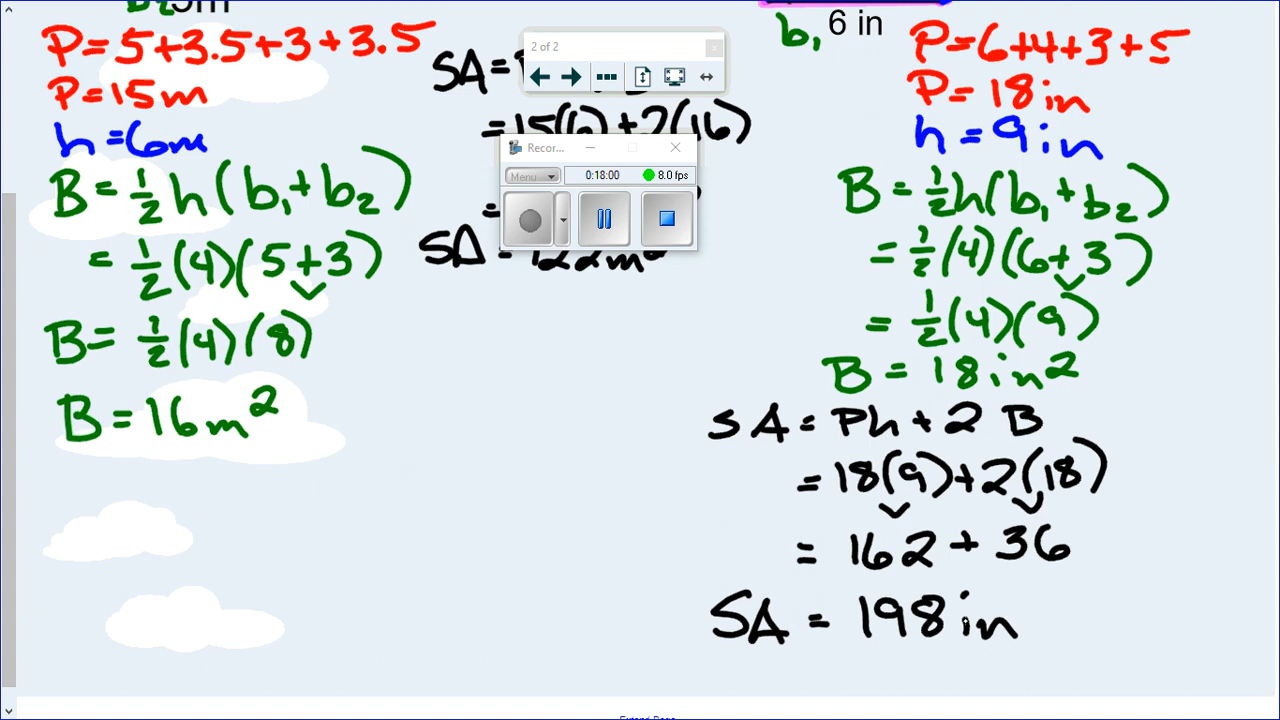 5m
P=5+3.5+3+3.5
P=15m
h=6m
B=½h(b₁+b₂)
=½(4)(5+3)
B=½(4)(8)
B=16m²
SA=
=15(6)+2(16)
=
SA=122m²
2 of 2
Recor...
Menu
0:18:00
8.0 fps
b₁ 6 in
P=6+4+3+5
P=18in
h=9in
B=½h(b₁+b₂)
=½(4)(6+3)
=½(4)(9)
B=18in²
SA=Ph+2B
=18(9)+2(18)
=162+36
SA=198in